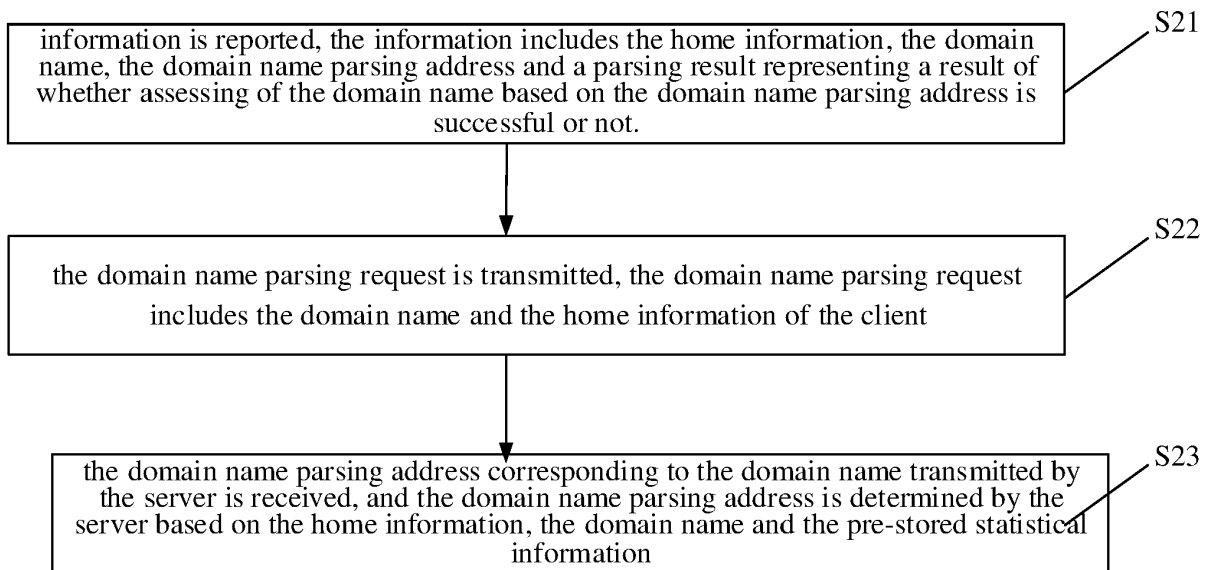 S21
information is reported, the information includes the home information, the domain
name, the domain name parsing address and a parsing result representing a result of
whether assessing of the domain name based on the domain name parsing address is
successful or not.
S22
the domain name parsing request is transmitted, the domain name parsing request
includes the domain name and the home information of the client
S23
the domain name parsing address corresponding to the domain name transmitted by
the server is received, and the domain name parsing address is determined by the
server based on the home information, the domain name and the pre-stored statistical
information